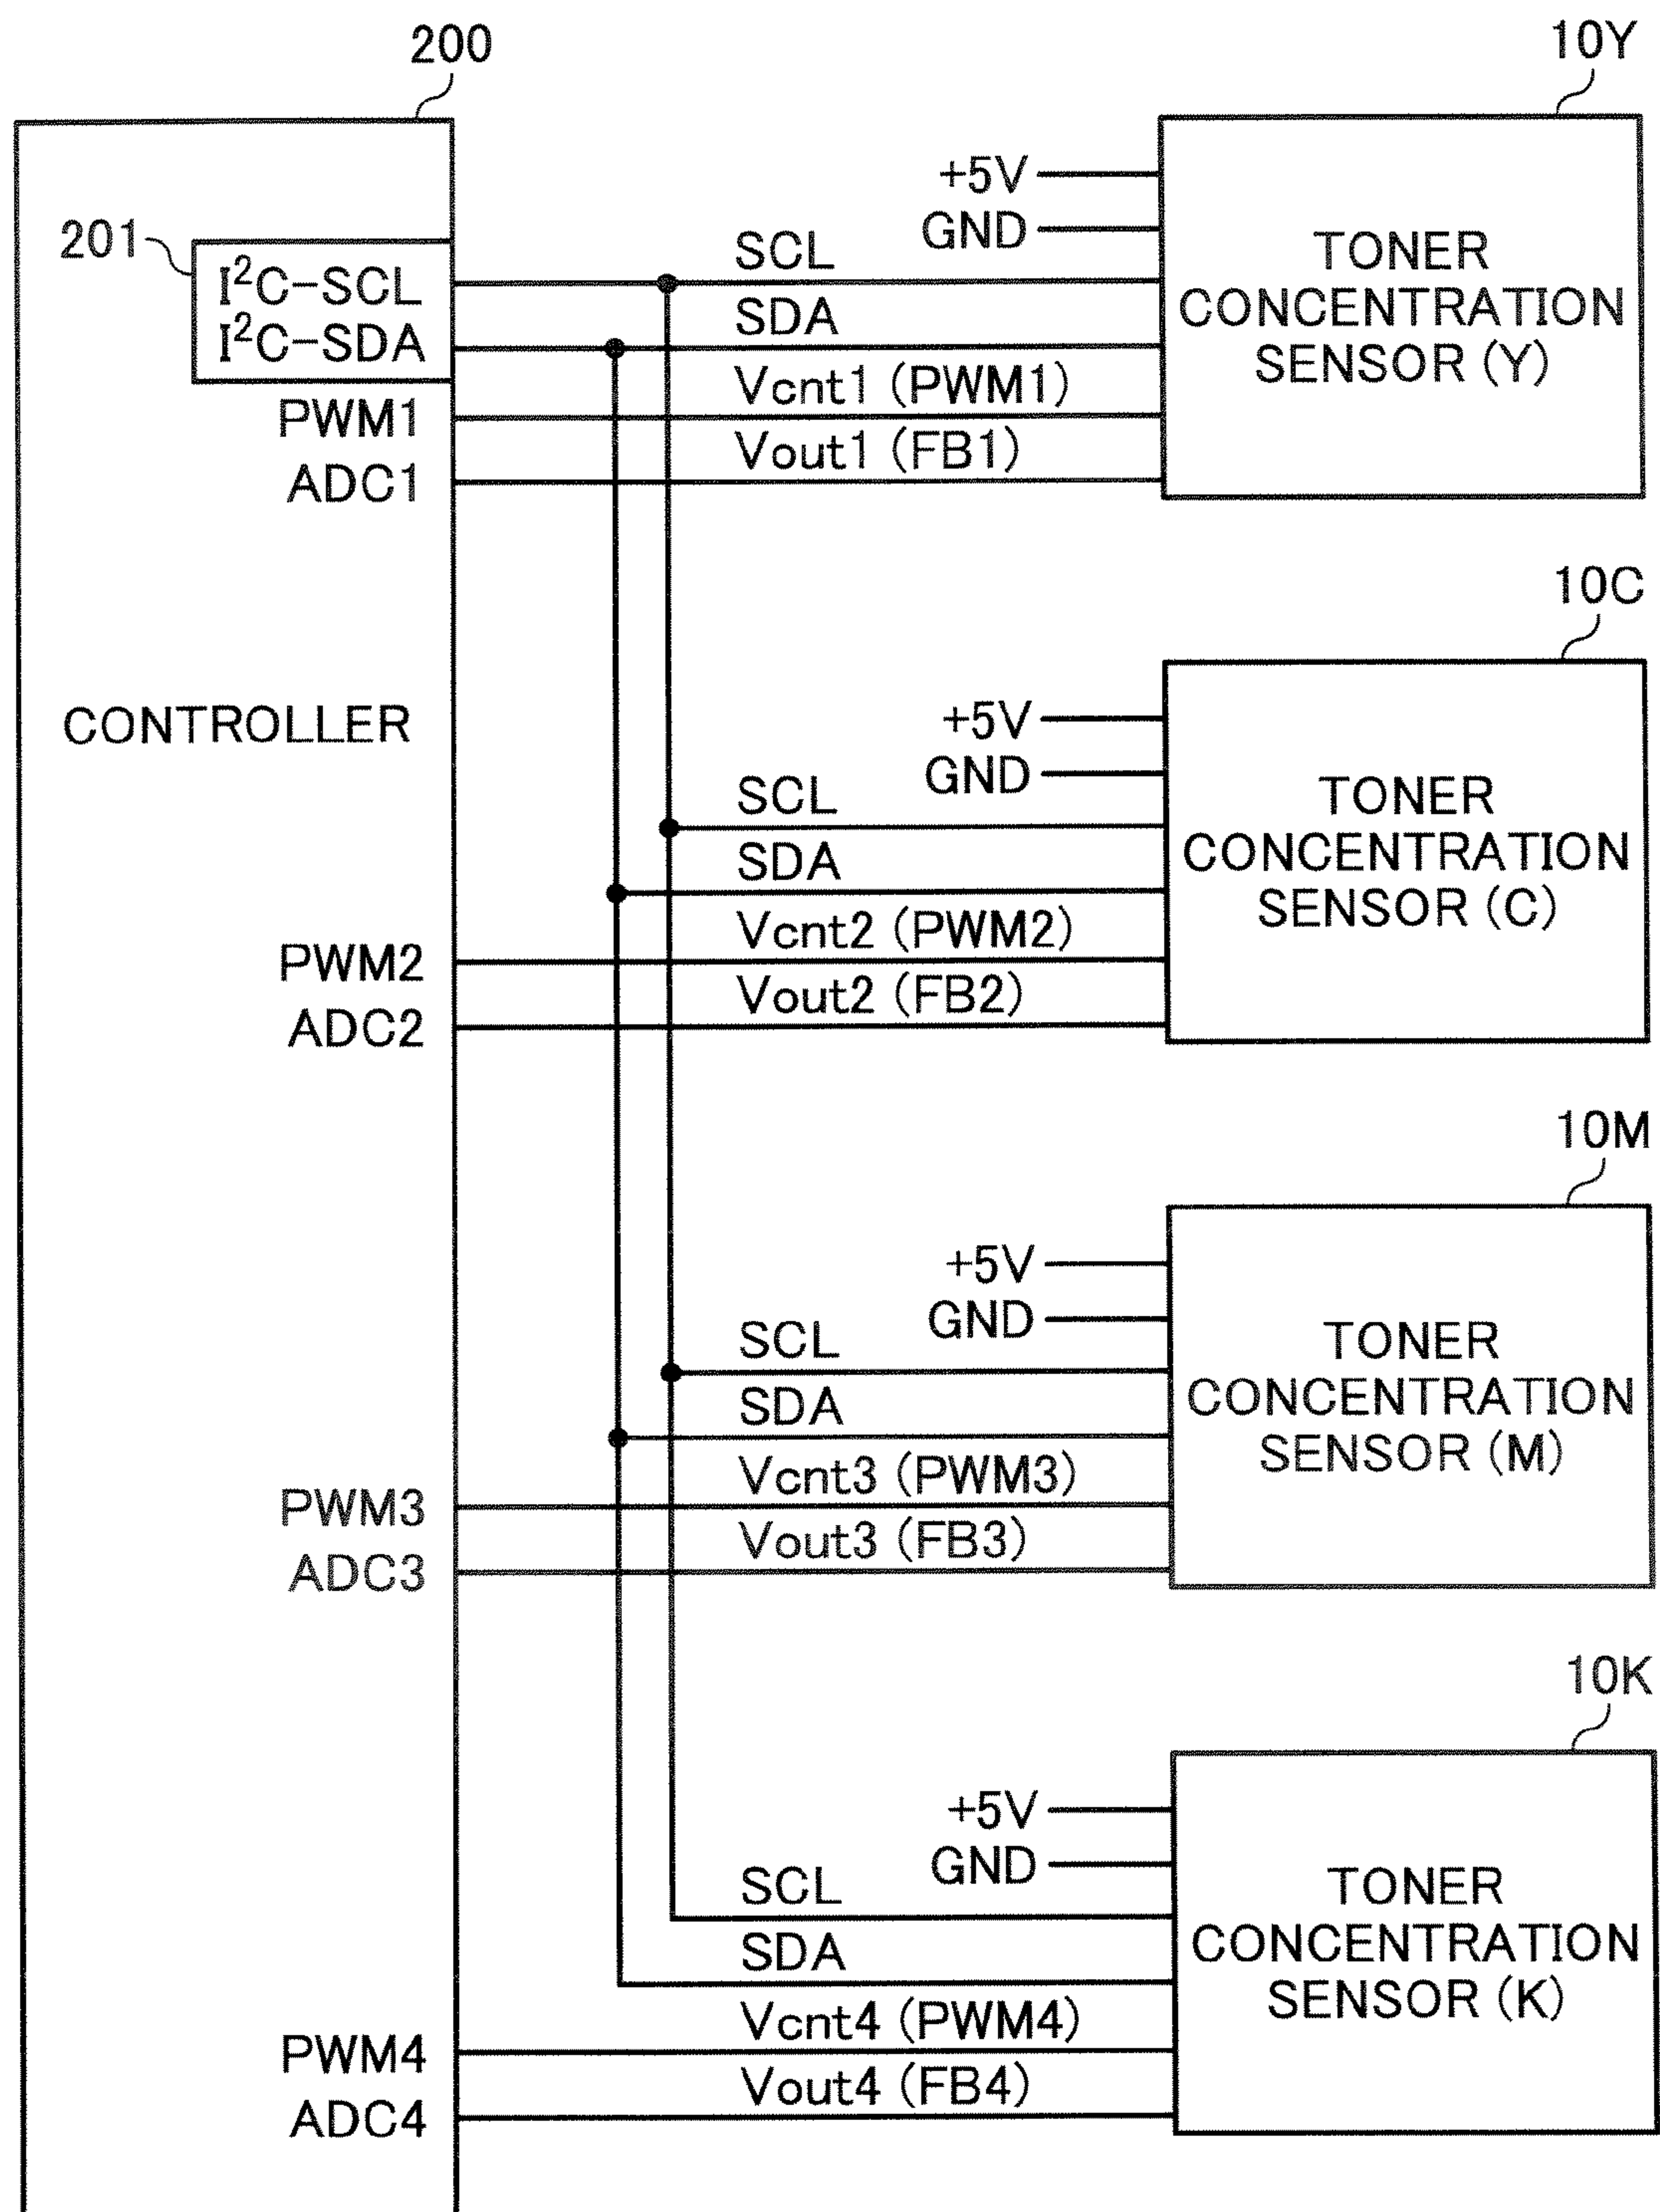 200
10Y
+5V
GND
201
I²C-SCL
I²C-SDA
SCL
SDA
TONER
CONCENTRATION
SENSOR (Y)
PWM1
Vcnt1 (PWM1)
ADC1
Vout1 (FB1)
10C
CONTROLLER
+5V
GND
SCL
SDA
TONER
CONCENTRATION
SENSOR (C)
PWM2
Vcnt2 (PWM2)
ADC2
Vout2 (FB2)
10M
+5V
GND
SCL
SDA
TONER
CONCENTRATION
SENSOR (M)
PWM3
Vcnt3 (PWM3)
ADC3
Vout3 (FB3)
10K
+5V
GND
SCL
SDA
TONER
CONCENTRATION
SENSOR (K)
PWM4
Vcnt4 (PWM4)
ADC4
Vout4 (FB4)